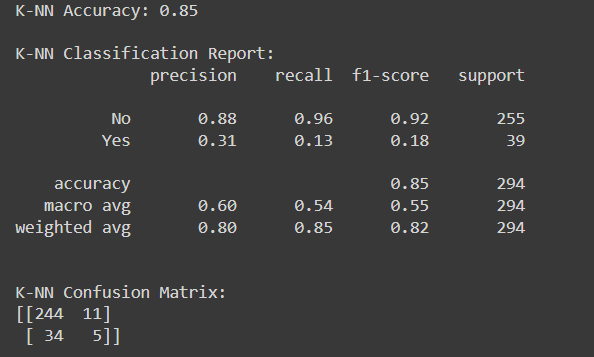 K-NN Accuracy: 0.85
K-NN Classification Report:
precision recall f1-score support
No 0.88 0.96 0.92 255
Yes 0.31 0.13 0.18 39
accuracy 0.85 294
macro avg 0.60 0.54 0.55 294
weighted avg 0.80 0.85 0.82 294
K-NN Confusion Matrix:
[[244 11]
[ 34 5]]